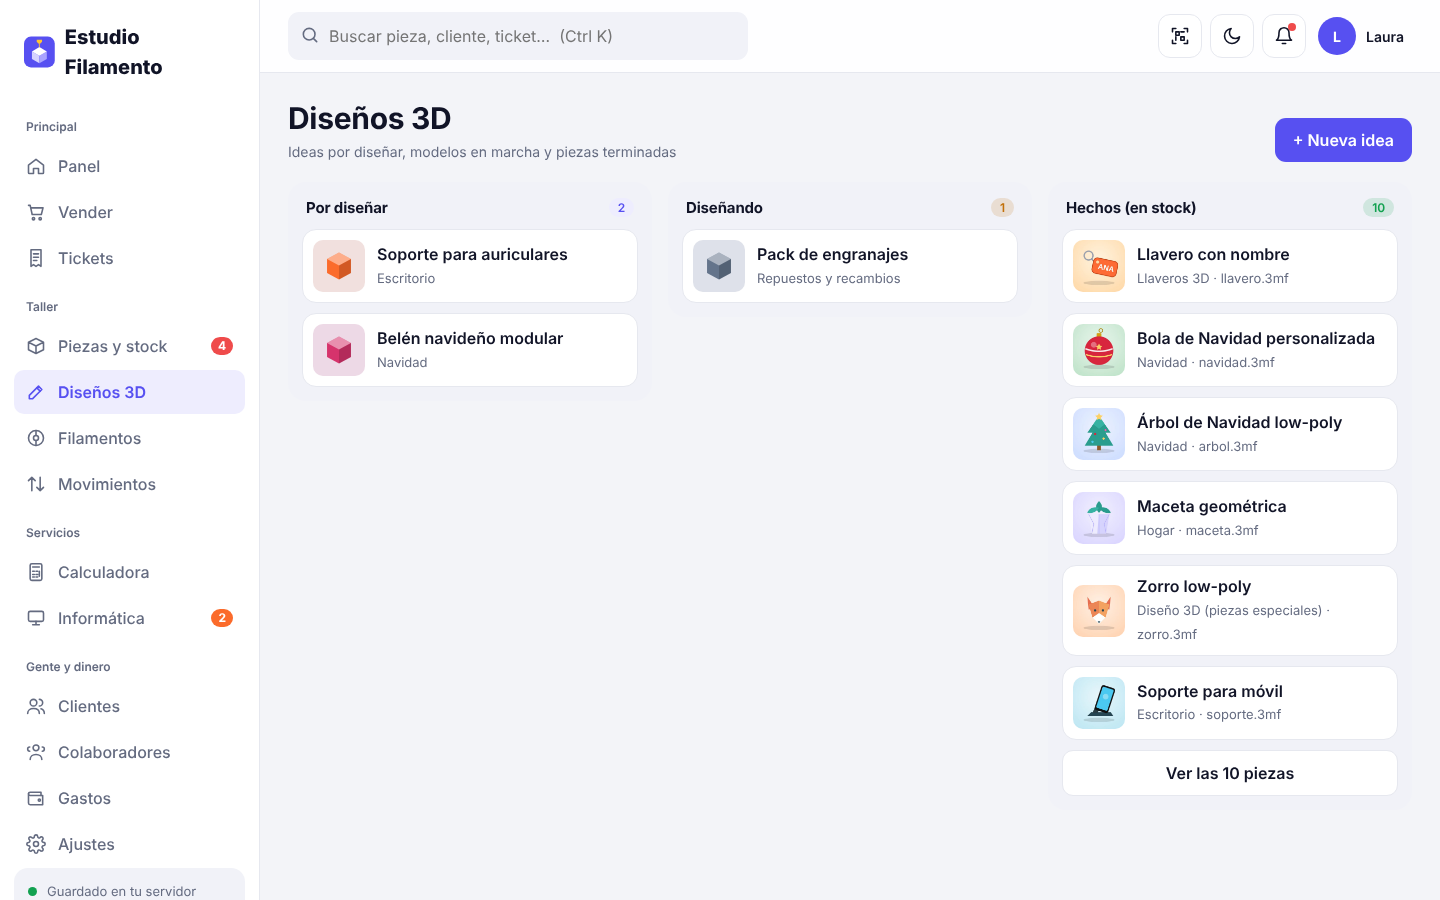 Estudio
Filamento
Buscar pieza, cliente, ticket... (Ctrl K)
L
Laura
Principal
Panel
Vender
Tickets
Taller
Piezas y stock
4
Diseños 3D
Filamentos
Movimientos
Servicios
Calculadora
Informática
2
Gente y dinero
Clientes
Colaboradores
Gastos
Ajustes
Guardado en tu servidor
Diseños 3D
Ideas por diseñar, modelos en marcha y piezas terminadas
+ Nueva idea
Por diseñar
2
Soporte para auriculares
Escritorio
Belén navideño modular
Navidad
Diseñando
1
Pack de engranajes
Repuestos y recambios
Hechos (en stock)
10
ANA
Llavero con nombre
Llaveros 3D · llavero.3mf
Bola de Navidad personalizada
Navidad · navidad.3mf
Árbol de Navidad low-poly
Navidad · arbol.3mf
Maceta geométrica
Hogar · maceta.3mf
Zorro low-poly
Diseño 3D (piezas especiales) ·
zorro.3mf
Soporte para móvil
Escritorio · soporte.3mf
Ver las 10 piezas